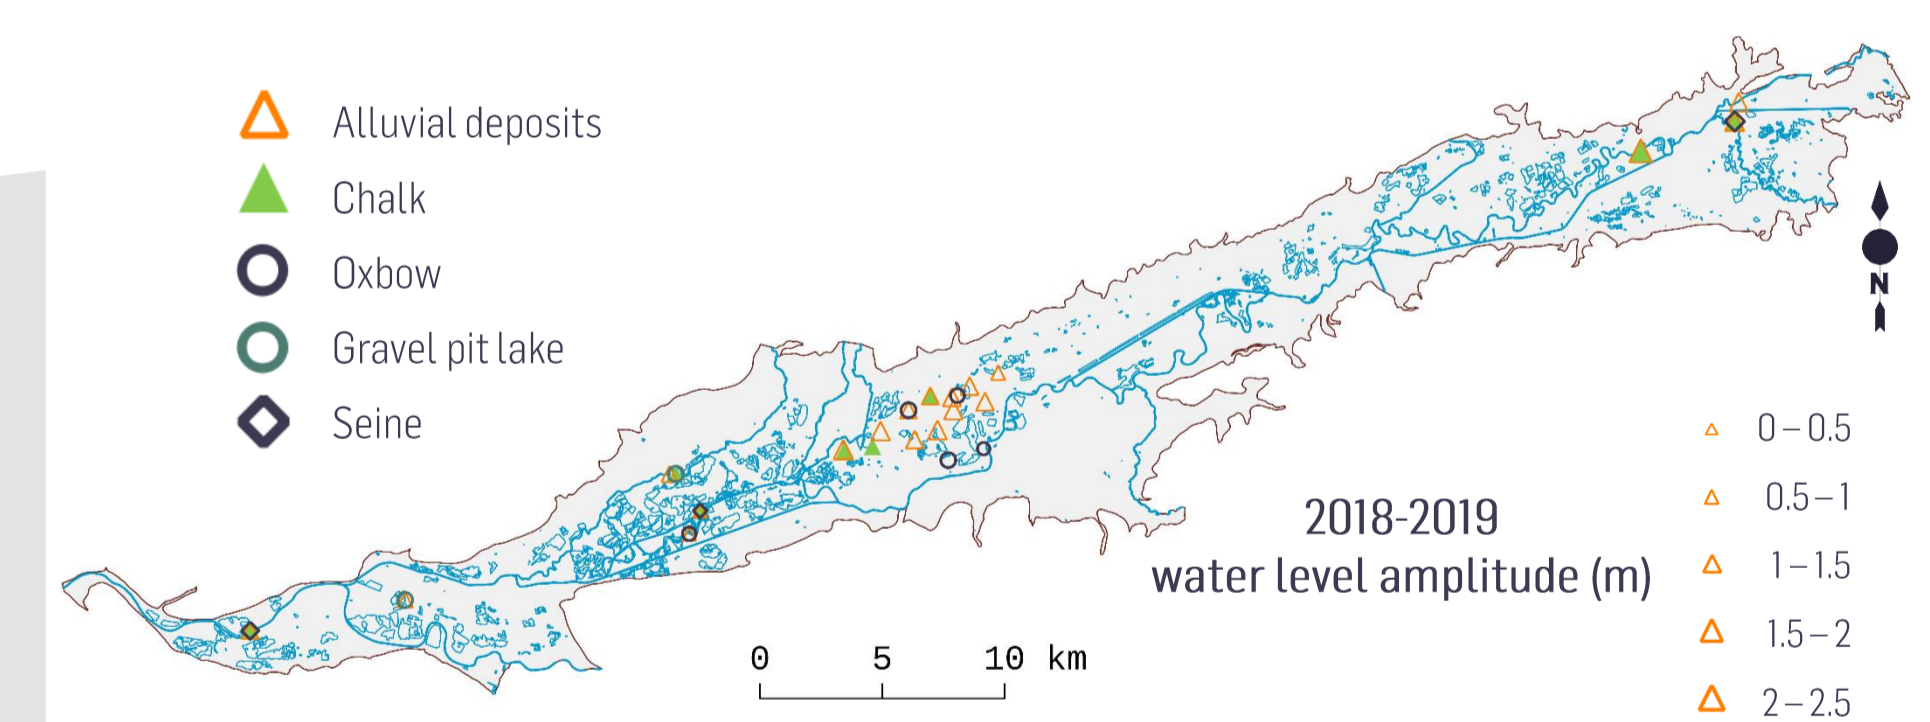 Alluvial deposits
Chalk
Oxbow
Gravel pit lake
Seine
N
2018-2019
water level amplitude (m)
0 – 0.5
0.5 – 1
1 – 1.5
1.5 – 2
2 – 2.5
0 5 10 km